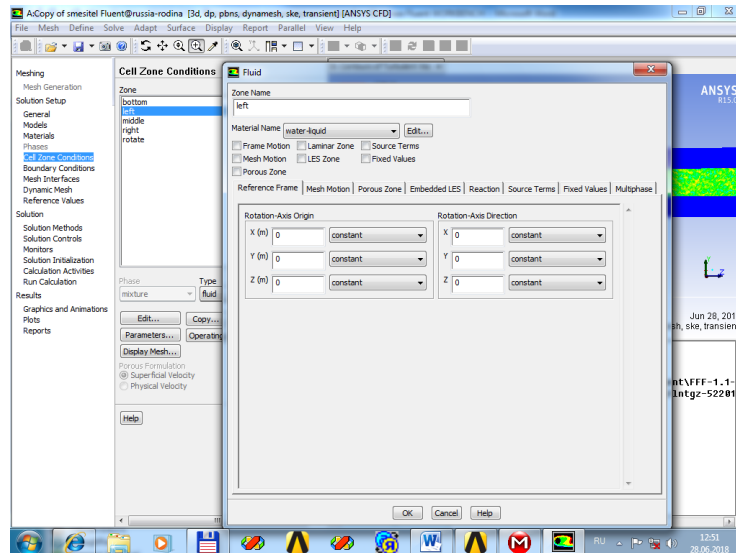 A:Copy of smesitel Fluent@russia-rodina [3d, dp, pbns, dynamesh, ske, transient] [ANSYS CFD]
File Mesh Define Solve Adapt Surface Display Report Parallel View Help
Meshing
Mesh Generation
Solution Setup
General
Models
Materials
Phases
Cell Zone Conditions
Boundary Conditions
Mesh Interfaces
Dynamic Mesh
Reference Values
Solution
Solution Methods
Solution Controls
Monitors
Solution Initialization
Calculation Activities
Run Calculation
Results
Graphics and Animations
Plots
Reports
Cell Zone Conditions
Zone
bottom
left
middle
right
rotate
Phase Type
mixture fluid
Edit... Copy...
Parameters... Operating
Display Mesh...
Porous Formulation
Superficial Velocity
Physical Velocity
Help
Fluid
Zone Name
left
Material Name water-liquid Edit...
Frame Motion Laminar Zone Source Terms
Mesh Motion LES Zone Fixed Values
Porous Zone
Reference Frame Mesh Motion Porous Zone Embedded LES Reaction Source Terms Fixed Values Multiphase
Rotation-Axis Origin Rotation-Axis Direction
X (m) 0 constant X 0 constant
Y (m) 0 constant Y 0 constant
Z (m) 0 constant Z 0 constant
OK Cancel Help
ANSYS
R15.0
Z
Jun 28, 201
sh, ske, transien
nt\FFF-1.1-
lntgz-52201
RU 12:51
28.06.2018